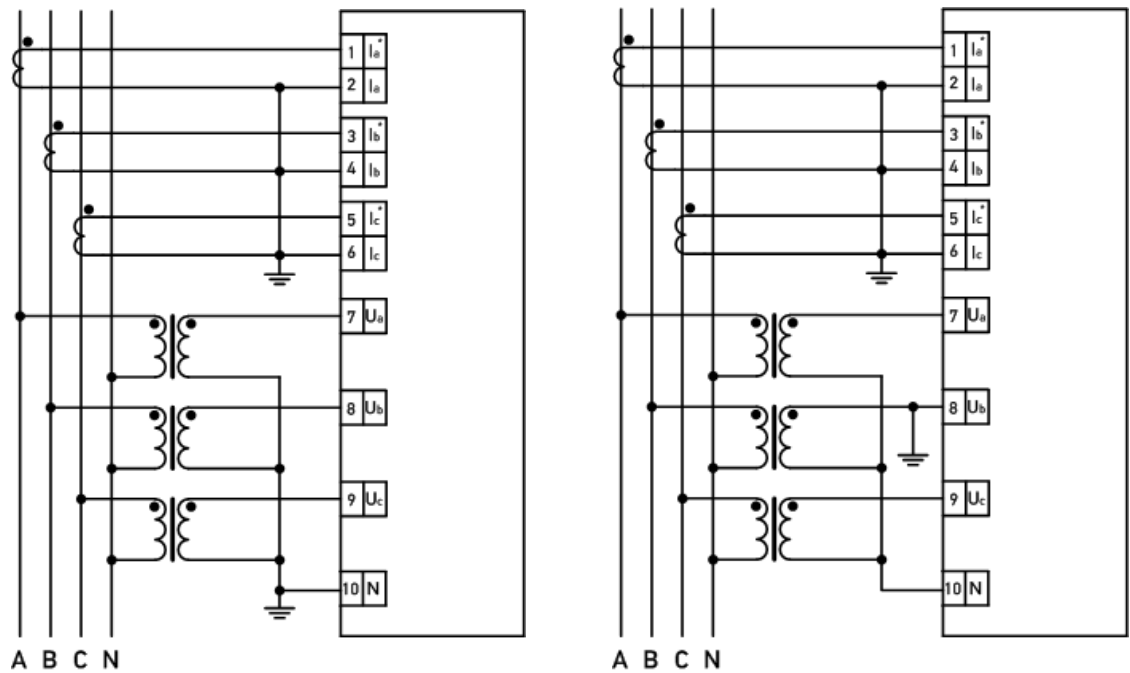 1 Ia* 1 Ia*
2 Ia 2 Ia
3 Ib* 3 Ib*
4 Ib 4 Ib
5 Ic* 5 Ic*
6 Ic 6 Ic
7 Ua 7 Ua
8 Ub 8 Ub
9 Uc 9 Uc
10 N 10 N
A B C N A B C N